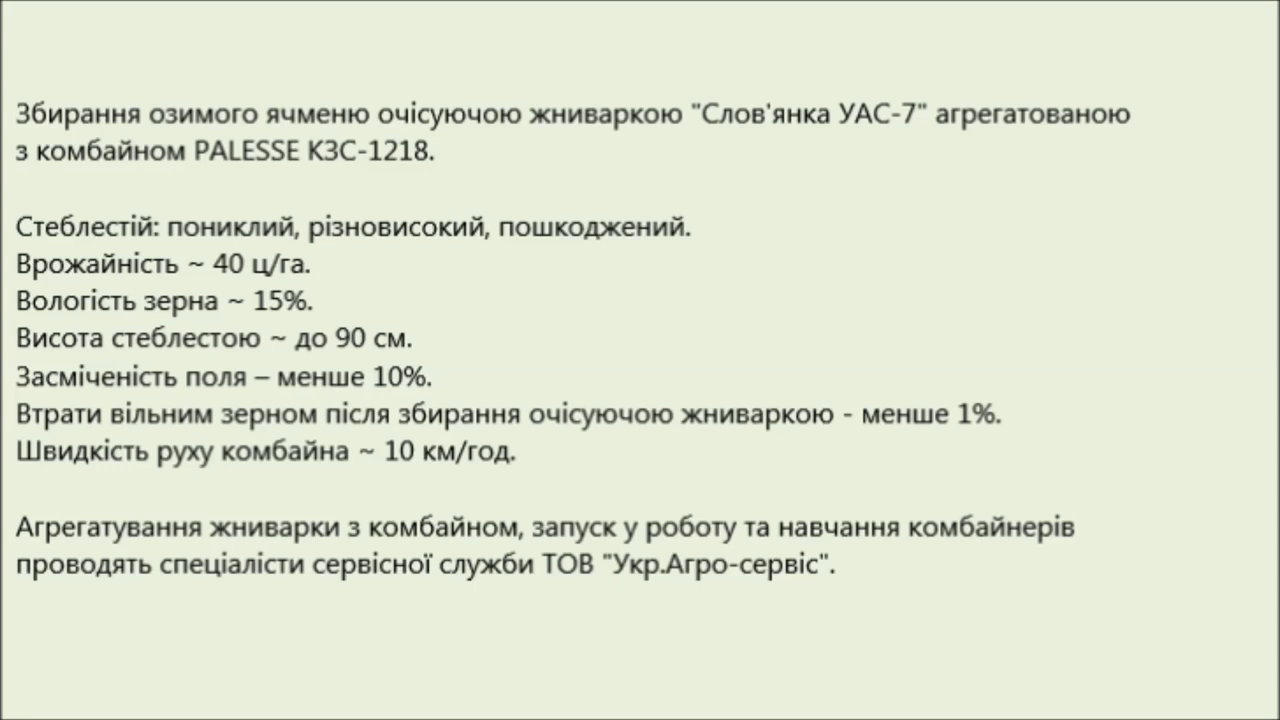 Збирання озимого ячменю очісуючою жниваркою "Слов'янка УАС-7" агрегатованою
з комбайном PALESSE КЗС-1218.
Стеблестій: пониклий, різновисокий, пошкоджений.
Врожайність ~ 40 ц/га.
Вологість зерна ~ 15%.
Висота стеблестою ~ до 90 см.
Засміченість поля – менше 10%.
Втрати вільним зерном після збирання очісуючою жниваркою - менше 1%.
Швидкість руху комбайна ~ 10 км/год.
Агрегатування жниварки з комбайном, запуск у роботу та навчання комбайнерів
проводять спеціалісти сервісної служби ТОВ "Укр.Агро-сервіс".